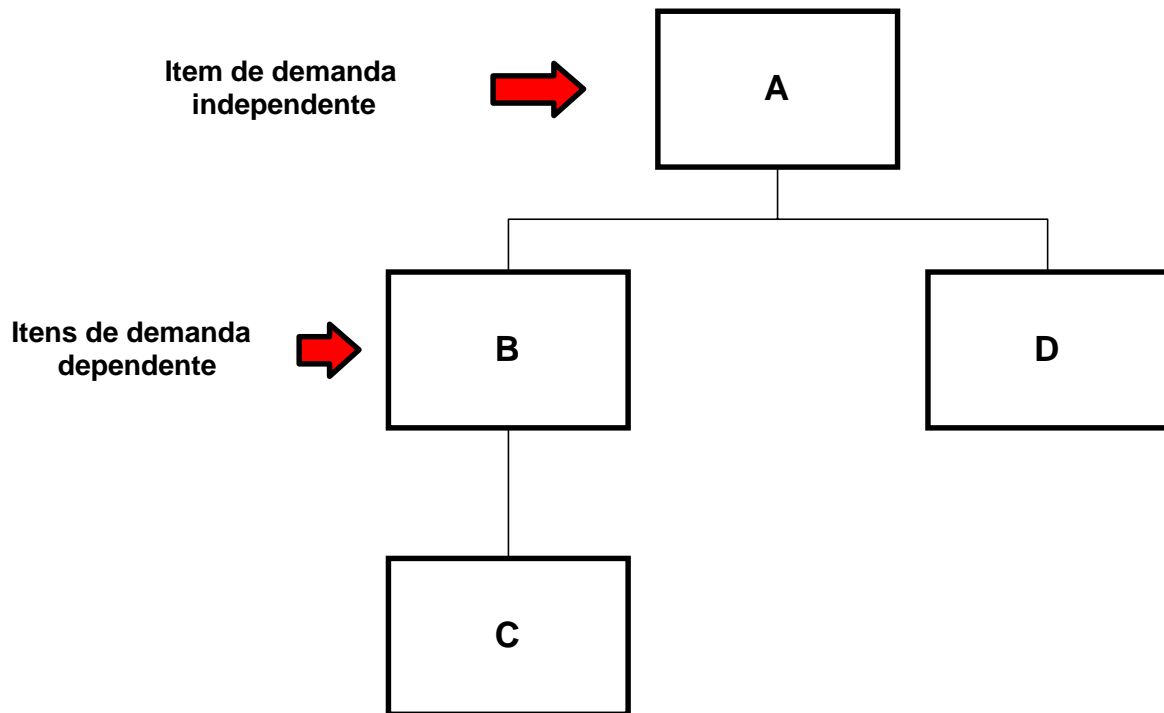 Item de demanda
independente
A
Itens de demanda
dependente
B
D
C